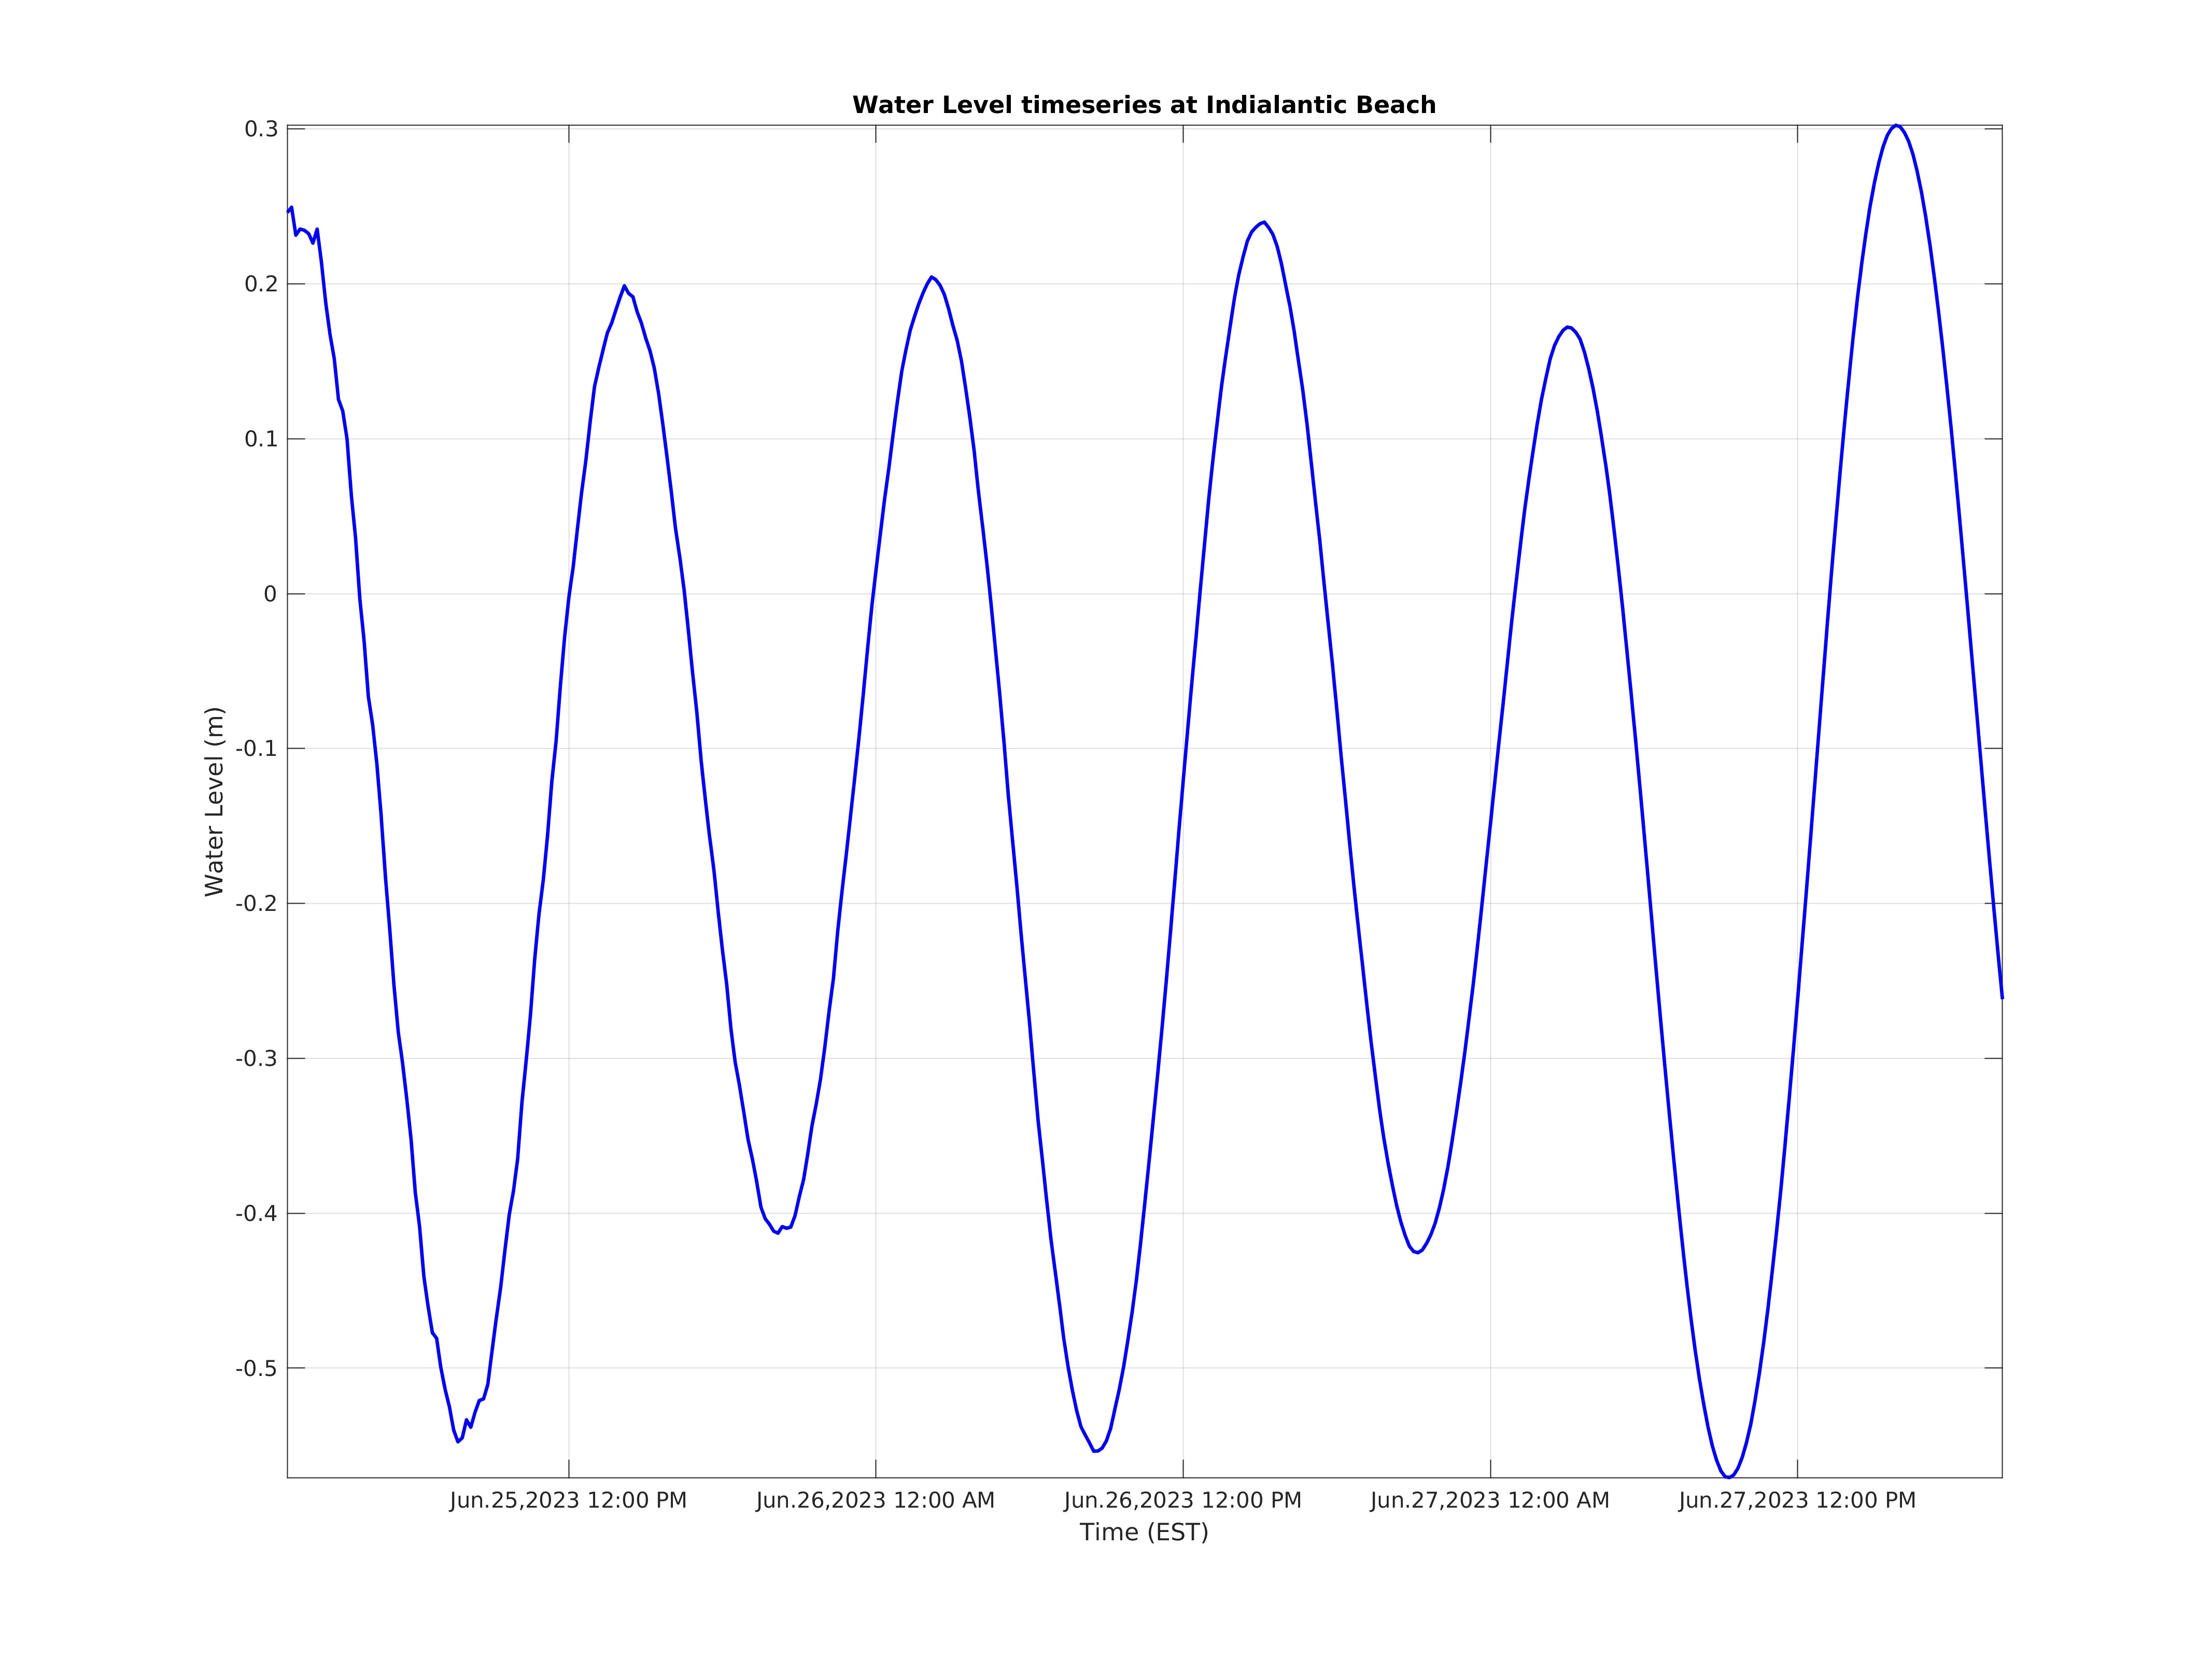 Water Level timeseries at Indialantic Beach
0.3
0.2
0.1
0
-0.1
-0.2
-0.3
-0.4
-0.5
Water Level (m)
Jun.25,2023 12:00 PM
Jun.26,2023 12:00 AM
Jun.26,2023 12:00 PM
Jun.27,2023 12:00 AM
Jun.27,2023 12:00 PM
Time (EST)